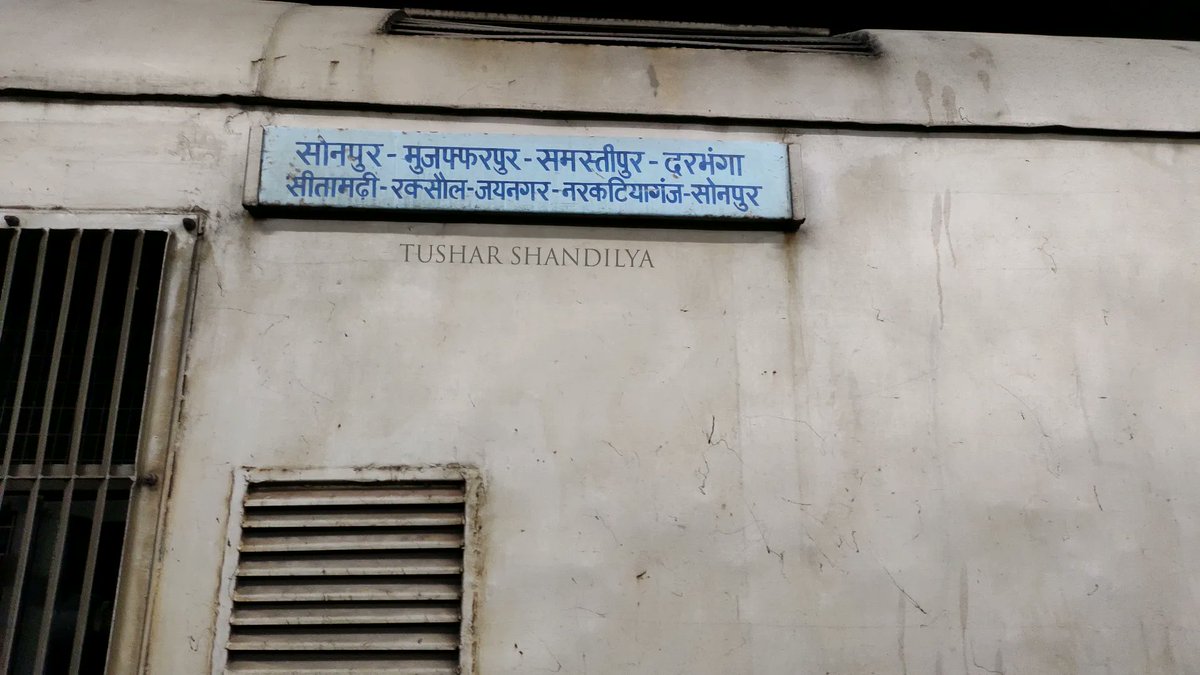 सोनपुर - मुजफ्फरपुर - समस्तीपुर - दरभंगा
सीतामढ़ी - रक्सौल - जयनगर - नरकटियागंज - सोनपुर
TUSHAR SHANDILYA